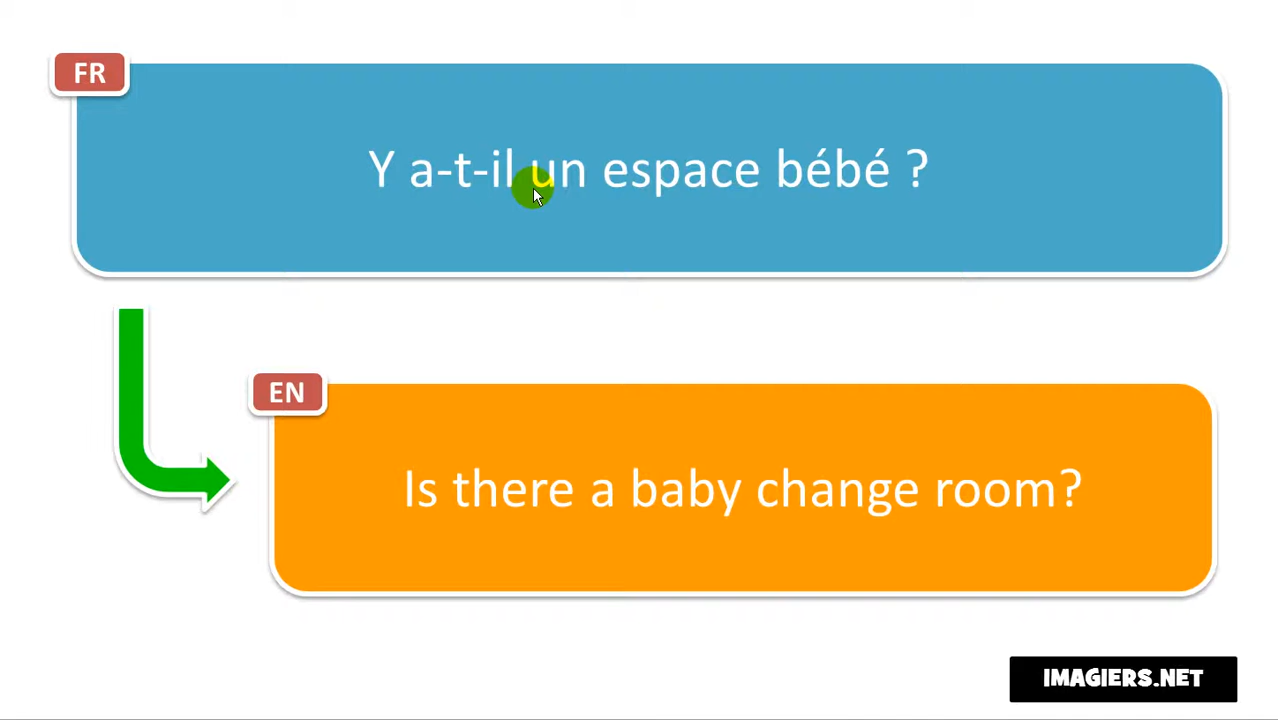 FR
Y a-t-il un espace bébé ?
EN
Is there a baby change room?
IMAGIERS.NET